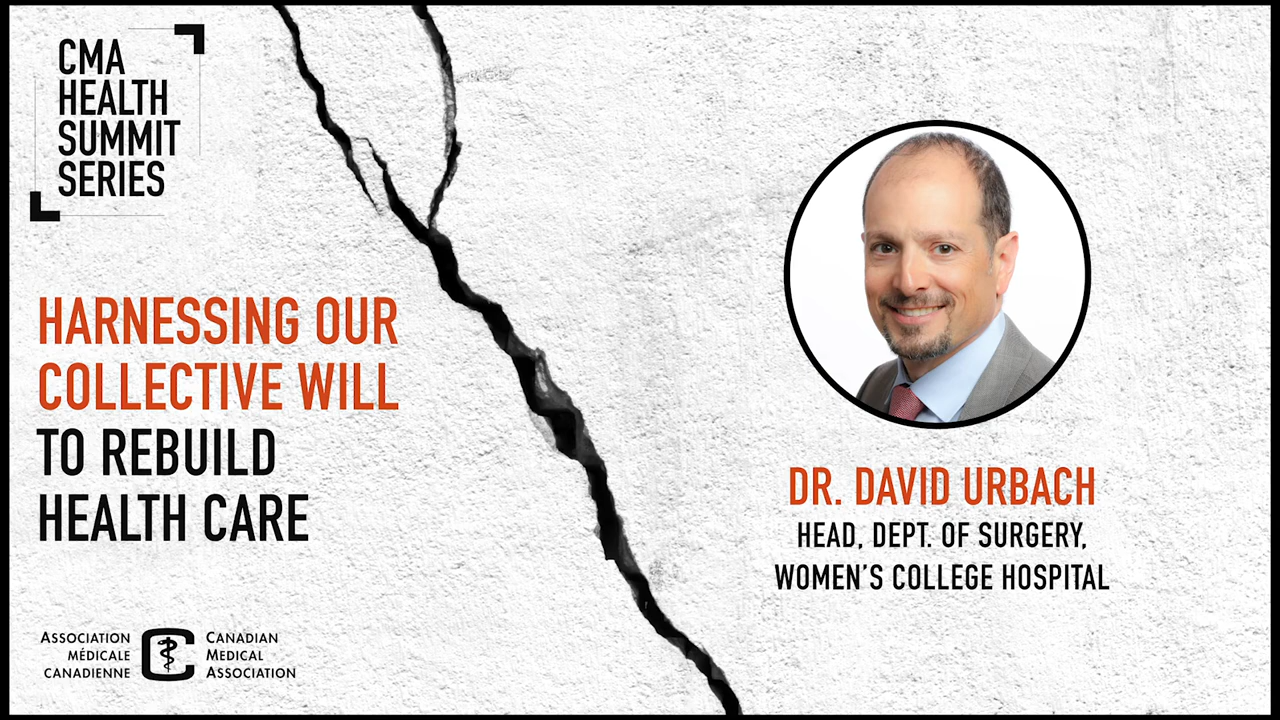 CMA
HEALTH
SUMMIT
SERIES
HARNESSING OUR
COLLECTIVE WILL
TO REBUILD
HEALTH CARE
ASSOCIATION
MÉDICALE
CANADIENNE
CANADIAN
MEDICAL
ASSOCIATION
DR. DAVID URBACH
HEAD, DEPT. OF SURGERY,
WOMEN'S COLLEGE HOSPITAL